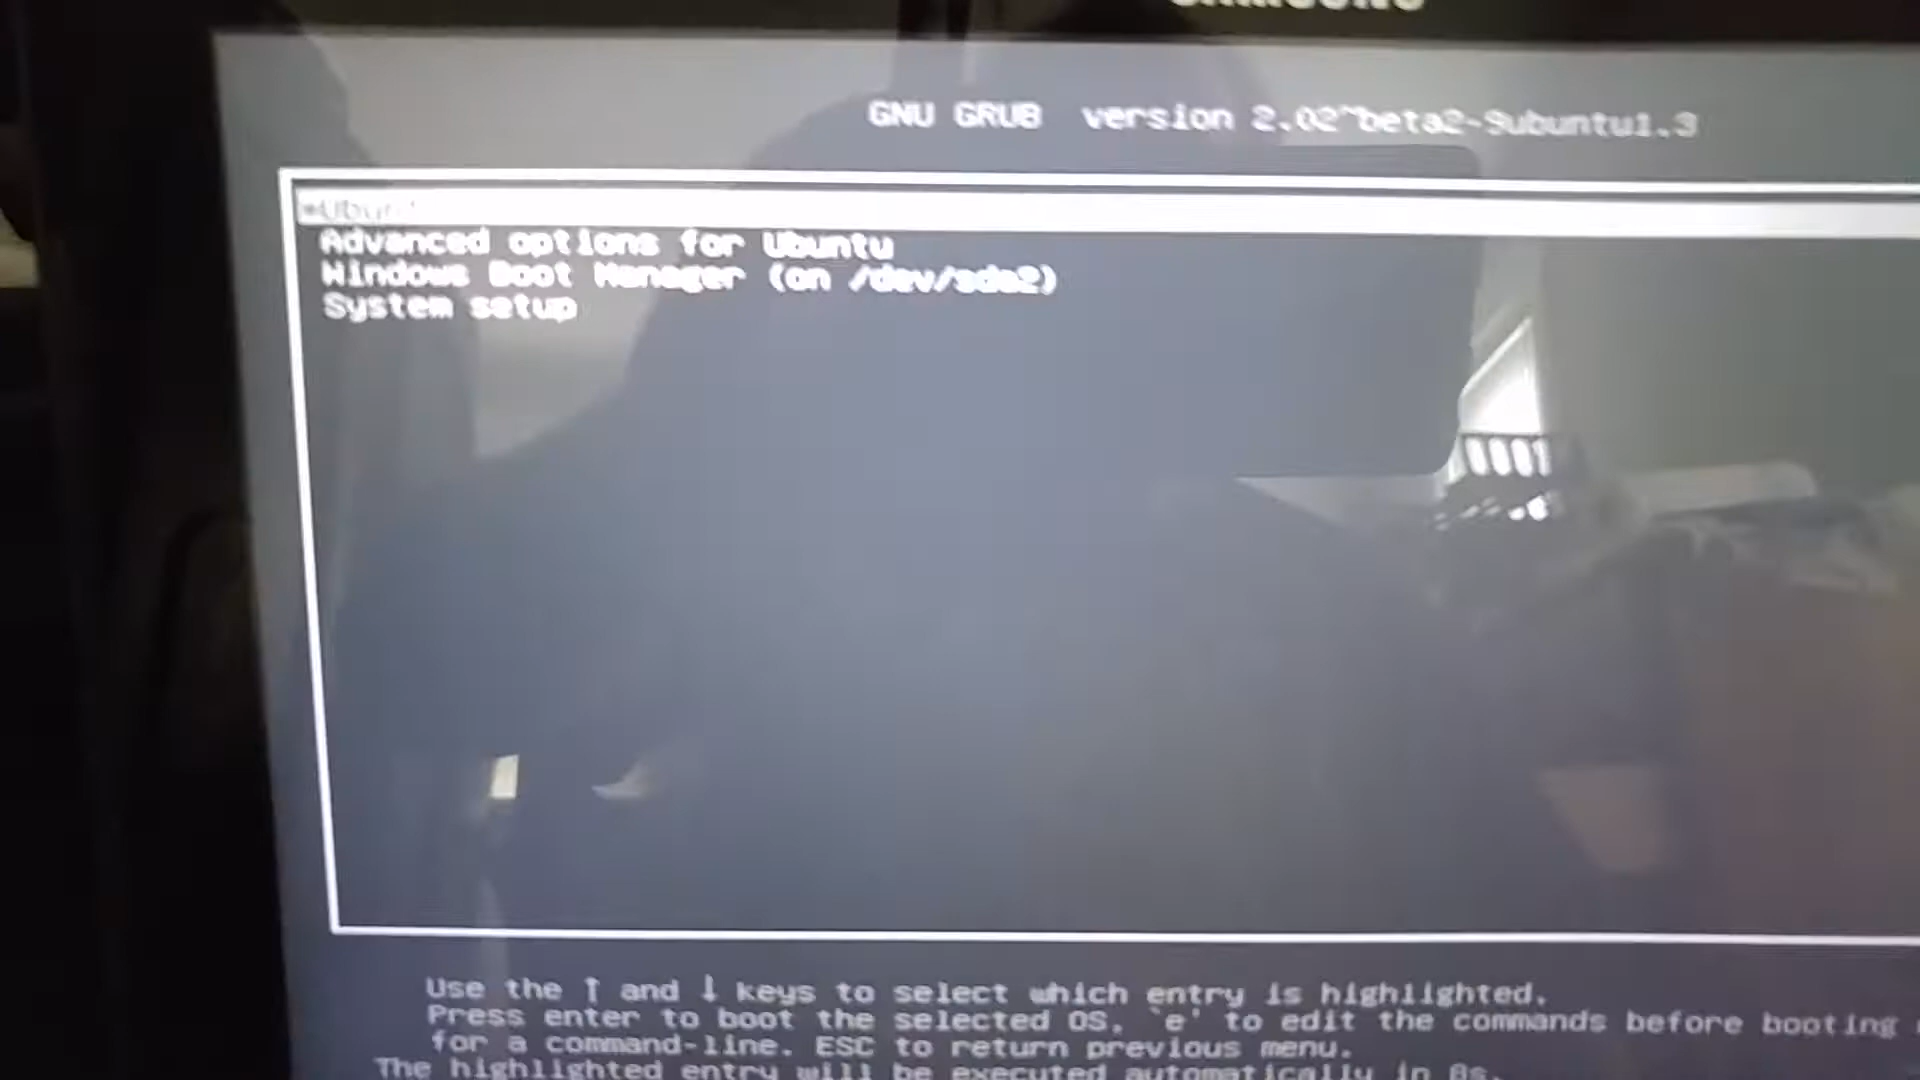 GNU GRUB version 2.02~beta2-9ubuntu1.3
*Ubuntu
Advanced options for Ubuntu
Windows Boot Manager (on /dev/sda2)
System setup
Use the ↑ and ↓ keys to select which entry is highlighted.
Press enter to boot the selected OS, `e' to edit the commands before booting
for a command-line. ESC to return previous menu.
The highlighted entry will be executed automatically in 8s.